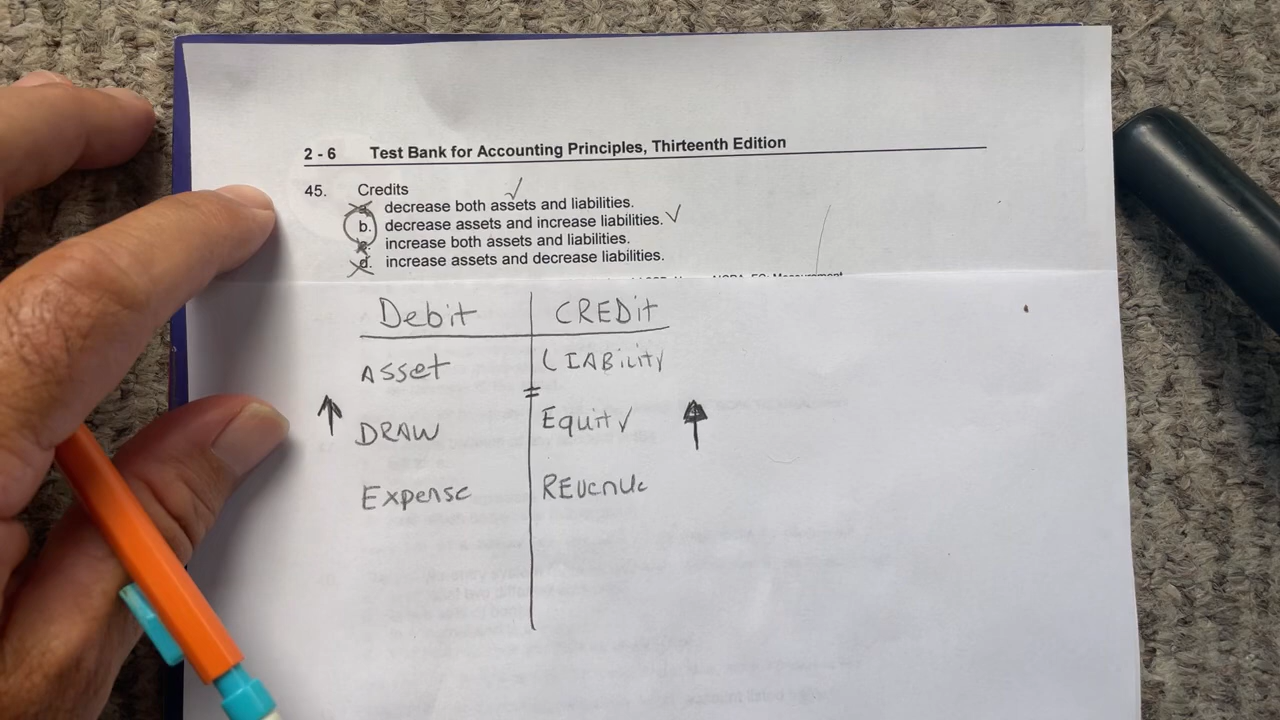 2 - 6 Test Bank for Accounting Principles, Thirteenth Edition
45. Credits
a. decrease both assets and liabilities.
b. decrease assets and increase liabilities.
c. increase both assets and liabilities.
d. increase assets and decrease liabilities.
Debit CREDit
Asset LIABility
DRAW Equity
Expense REvenue